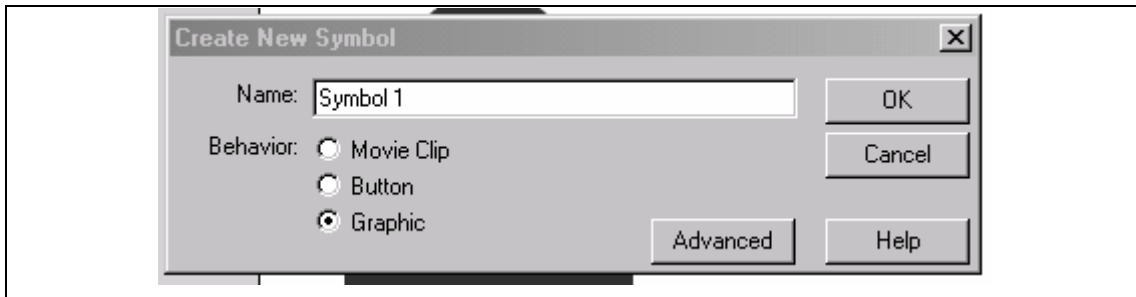 Create New Symbol
Name: Symbol 1 OK
Behavior: Movie Clip Cancel
Button
Graphic
Advanced Help